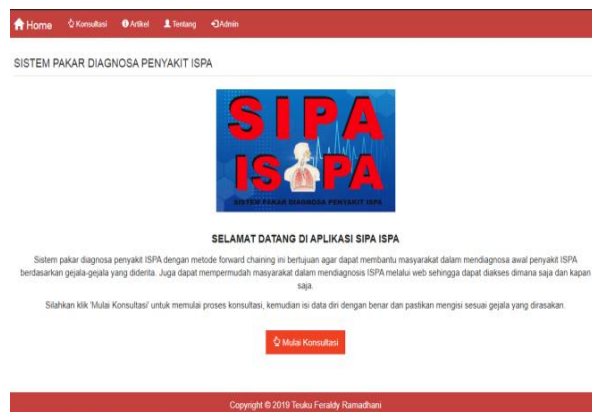 Home Konsultasi Artikel Tentang Admin
SISTEM PAKAR DIAGNOSA PENYAKIT ISPA
SIPA
ISPA
SISTEM PAKAR DIAGNOSA PENYAKIT ISPA
SELAMAT DATANG DI APLIKASI SIPA ISPA
Sistem pakar diagnosa penyakit ISPA dengan metode forward chaining ini bertujuan agar dapat membantu masyarakat dalam mendiagnosa awal penyakit ISPA
berdasarkan gejala-gejala yang diderita. Juga dapat mempermudah masyarakat dalam mendiagnosis ISPA melalui web sehingga dapat diakses dimana saja dan kapan
saja.
Silahkan klik 'Mulai Konsultasi' untuk memulai proses konsultasi, kemudian isi data diri dengan benar dan pastikan mengisi sesuai gejala yang dirasakan.
Mulai Konsultasi
Copyright © 2019 Teuku Feraldy Ramadhani